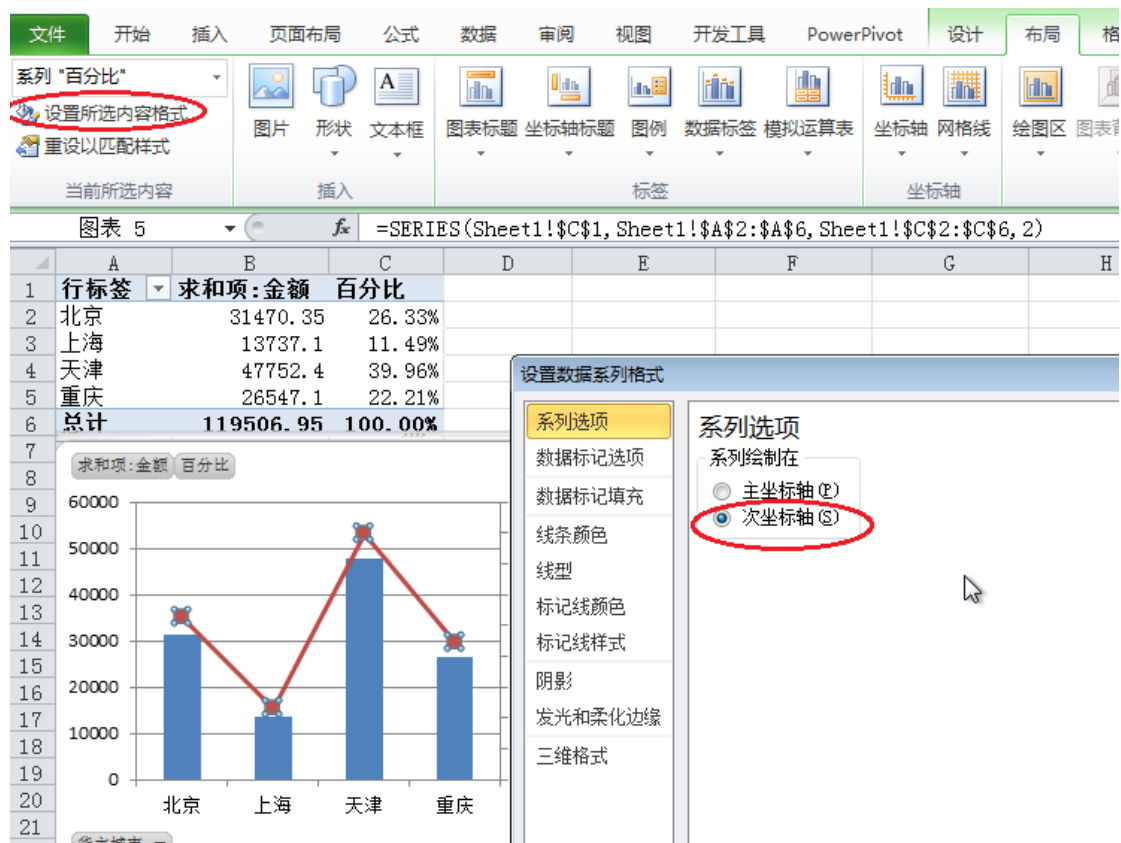 文件 开始 插入 页面布局 公式 数据 审阅 视图 开发工具 PowerPivot 设计 布局 格
系列 "百分比"
设置所选内容格式
重设以匹配样式
图片 形状 文本框 图表标题 坐标轴标题 图例 数据标签 模拟运算表 坐标轴 网格线 绘图区 图表背
当前所选内容 插入 标签 坐标轴
图表 5 fx =SERIES(Sheet1!$C$1,Sheet1!$A$2:$A$6,Sheet1!$C$2:$C$6,2)
A B C D E F G H
1 行标签 求和项:金额 百分比
2 北京 31470.35 26.33%
3 上海 13737.1 11.49%
4 天津 47752.4 39.96%
5 重庆 26547.1 22.21%
6 总计 119506.95 100.00%
7
8
9
10
11
12
13
14
15
16
17
18
19
20
21
求和项:金额 百分比
60000
50000
40000
30000
20000
10000
0
北京 上海 天津 重庆
货主城市
设置数据系列格式
系列选项
数据标记选项
数据标记填充
线条颜色
线型
标记线颜色
标记线样式
阴影
发光和柔化边缘
三维格式
系列选项
系列绘制在
主坐标轴(P)
次坐标轴(S)